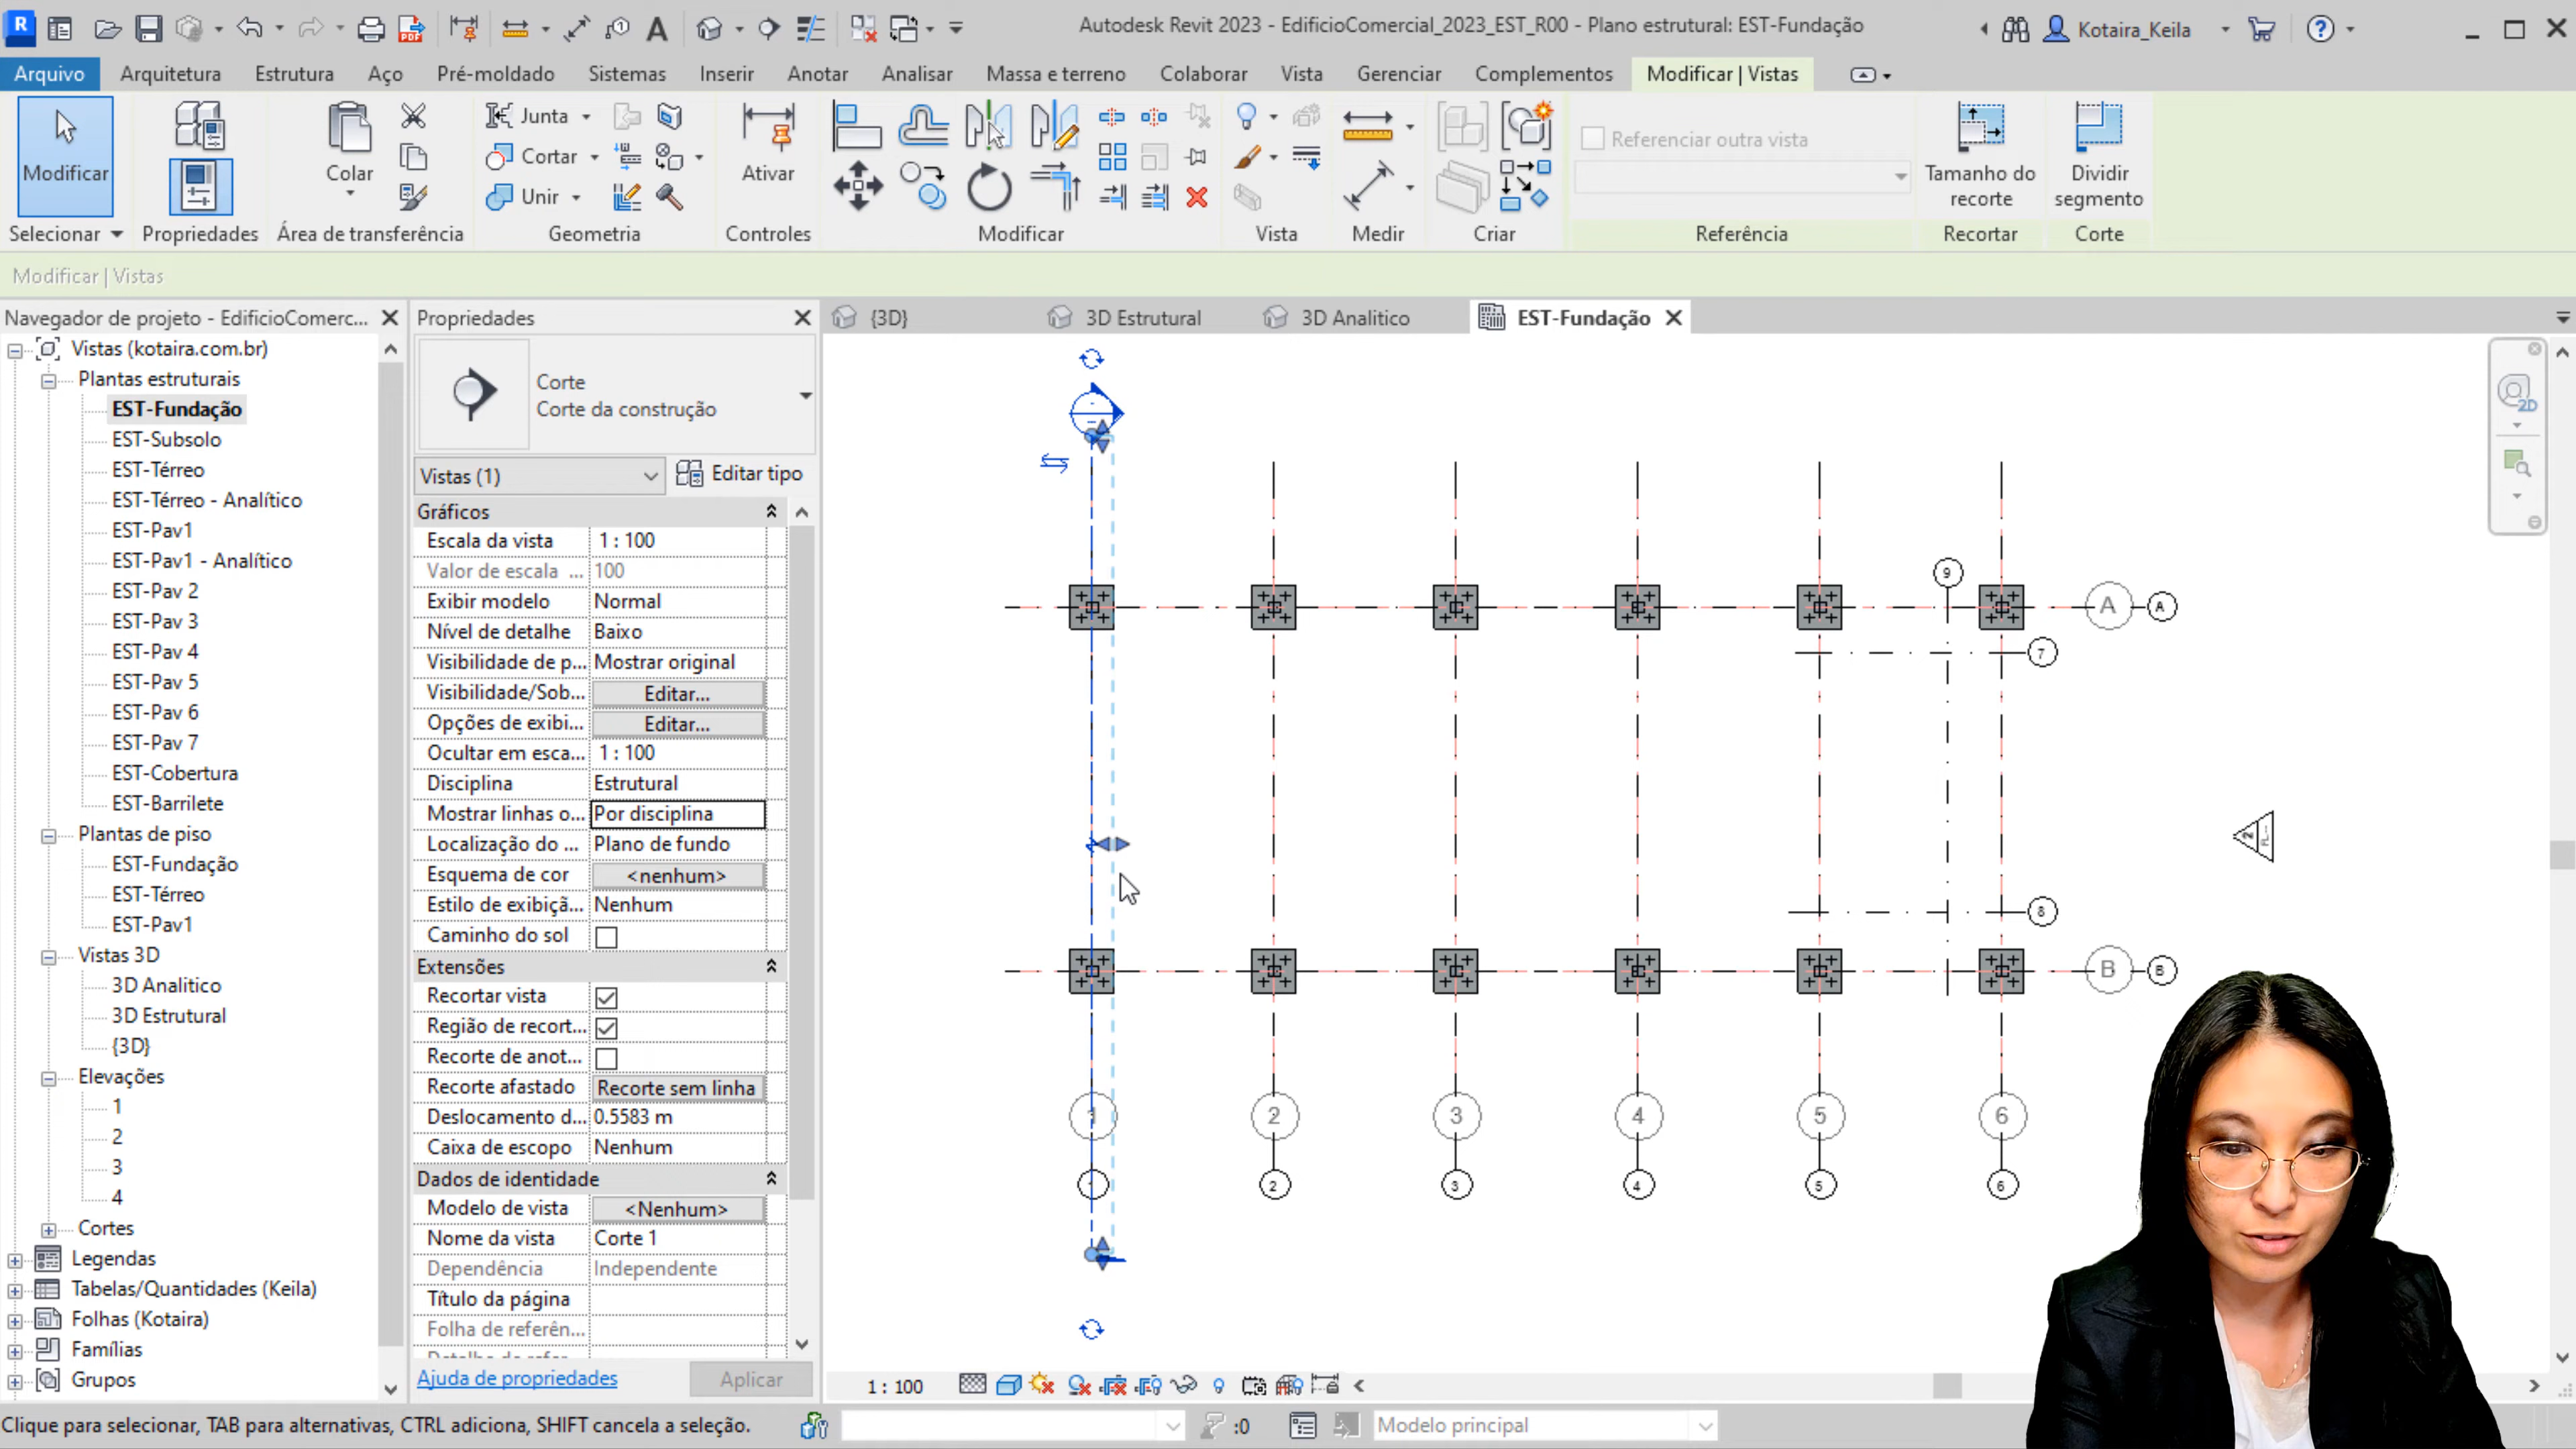 Autodesk Revit 2023 - EdificioComercial_2023_EST_R00 - Plano estrutural: EST-Fundação
Kotaira_Keila
Arquivo Arquitetura Estrutura Aço Pré-moldado Sistemas Inserir Anotar Analisar Massa e terreno Colaborar Vista Gerenciar Complementos Modificar | Vistas
Modificar
Colar
Junta
Cortar
Unir
Ativar
Referenciar outra vista
Tamanho do recorte
Dividir segmento
Selecionar Propriedades Área de transferência Geometria Controles Modificar Vista Medir Criar Referência Recortar Corte
Modificar | Vistas
Navegador de projeto - EdificioComerc...
Vistas (kotaira.com.br)
Plantas estruturais
EST-Fundação
EST-Subsolo
EST-Térreo
EST-Térreo - Analítico
EST-Pav1
EST-Pav1 - Analítico
EST-Pav 2
EST-Pav 3
EST-Pav 4
EST-Pav 5
EST-Pav 6
EST-Pav 7
EST-Cobertura
EST-Barrilete
Plantas de piso
EST-Fundação
EST-Térreo
EST-Pav1
Vistas 3D
3D Analitico
3D Estrutural
{3D}
Elevações
1
2
3
4
Cortes
Legendas
Tabelas/Quantidades (Keila)
Folhas (Kotaira)
Famílias
Grupos
Propriedades
Corte
Corte da construção
Vistas (1) Editar tipo
Gráficos
Escala da vista 1 : 100
Valor de escala ... 100
Exibir modelo Normal
Nível de detalhe Baixo
Visibilidade de p... Mostrar original
Visibilidade/Sob... Editar...
Opções de exibi... Editar...
Ocultar em esca... 1 : 100
Disciplina Estrutural
Mostrar linhas o... Por disciplina
Localização do ... Plano de fundo
Esquema de cor <nenhum>
Estilo de exibiçã... Nenhum
Caminho do sol
Extensões
Recortar vista
Região de recort...
Recorte de anot...
Recorte afastado Recorte sem linha
Deslocamento d... 0.5583 m
Caixa de escopo Nenhum
Dados de identidade
Modelo de vista <Nenhum>
Nome da vista Corte 1
Dependência Independente
Título da página
Folha de referên...
Ajuda de propriedades Aplicar
{3D} 3D Estrutural 3D Analitico EST-Fundação
2D
9
A A
7
2
8
B B
1 2 3 4 5 6
1 2 3 4 5 6
1 : 100
Clique para selecionar, TAB para alternativas, CTRL adiciona, SHIFT cancela a seleção.
:0
Modelo principal